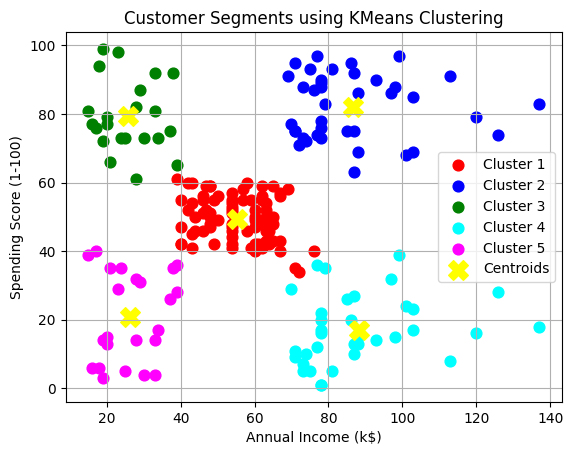 Customer Segments using KMeans Clustering
100
80
60
40
20
0
Spending Score (1-100)
Cluster 1
Cluster 2
Cluster 3
Cluster 4
Cluster 5
Centroids
20 40 60 80 100 120 140
Annual Income (k$)